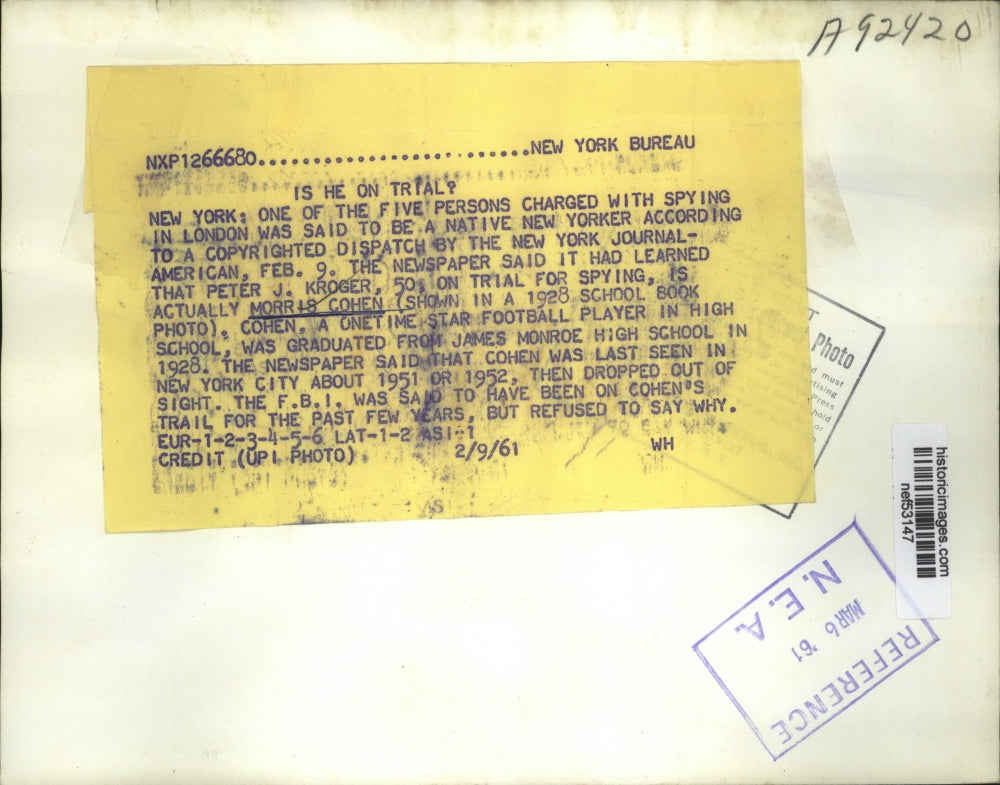 A92420
NXP1266680..............................NEW YORK BUREAU
IS HE ON TRIAL?
NEW YORK: ONE OF THE FIVE PERSONS CHARGED WITH SPYING
IN LONDON WAS SAID TO BE A NATIVE NEW YORKER ACCORDING
TO A COPYRIGHTED DISPATCH BY THE NEW YORK JOURNAL-
AMERICAN, FEB. 9. THE NEWSPAPER SAID IT HAD LEARNED
THAT PETER J. KROGER, 50, ON TRIAL FOR SPYING, IS
ACTUALLY MORRIS COHEN (SHOWN IN A 1928 SCHOOL BOOK
PHOTO). COHEN, A ONETIME STAR FOOTBALL PLAYER IN HIGH
SCHOOL, WAS GRADUATED FROM JAMES MONROE HIGH SCHOOL IN
1928. THE NEWSPAPER SAID THAT COHEN WAS LAST SEEN IN
NEW YORK CITY ABOUT 1951 OR 1952, THEN DROPPED OUT OF
SIGHT. THE F.B.I. WAS SAID TO HAVE BEEN ON COHEN'S
TRAIL FOR THE PAST FEW YEARS, BUT REFUSED TO SAY WHY.
EUR-1-2-3-4-5-6 LAT-1-2 ASI-1
CREDIT (UPI PHOTO) 2/9/61 WH
Photo
must
tising
Press
hold
or
historicimages.com
nef53147
REFERENCE
MAR 6 '61
N.E.A